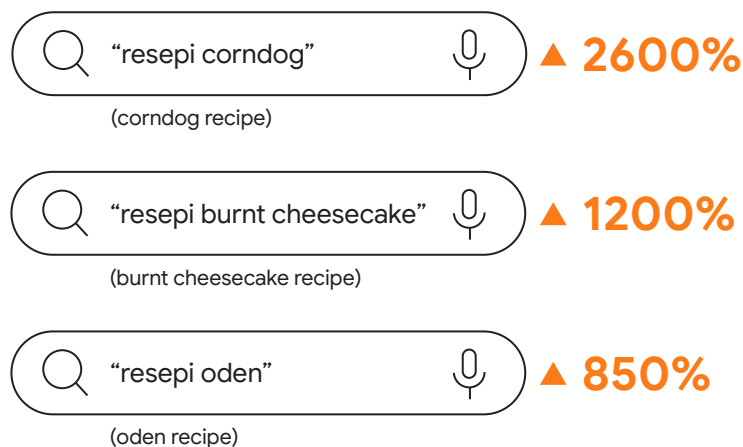 “resepi corndog” ▲ 2600%
(corndog recipe)
“resepi burnt cheesecake” ▲ 1200%
(burnt cheesecake recipe)
“resepi oden” ▲ 850%
(oden recipe)